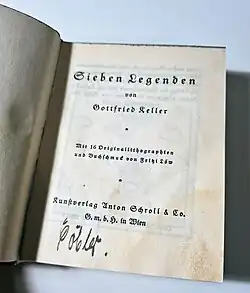 Sieben Legenden
von
Gottfried Keller
Mit 16 Originallithographien
und Buchschmuck von Fritzi Löw
Kunstverlag Anton Schroll & Co.
G. m. b. H. in Wien